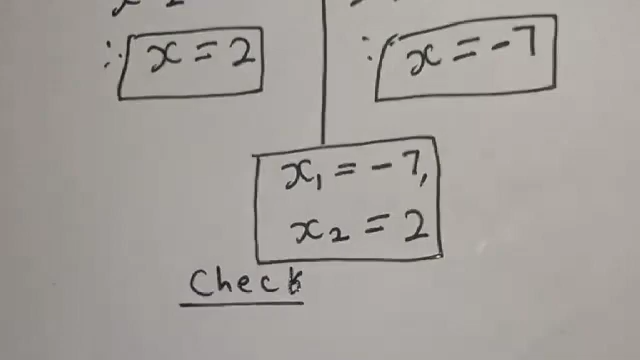 ∴ x = 2
∴ x = -7
x₁ = -7,
x₂ = 2
Check